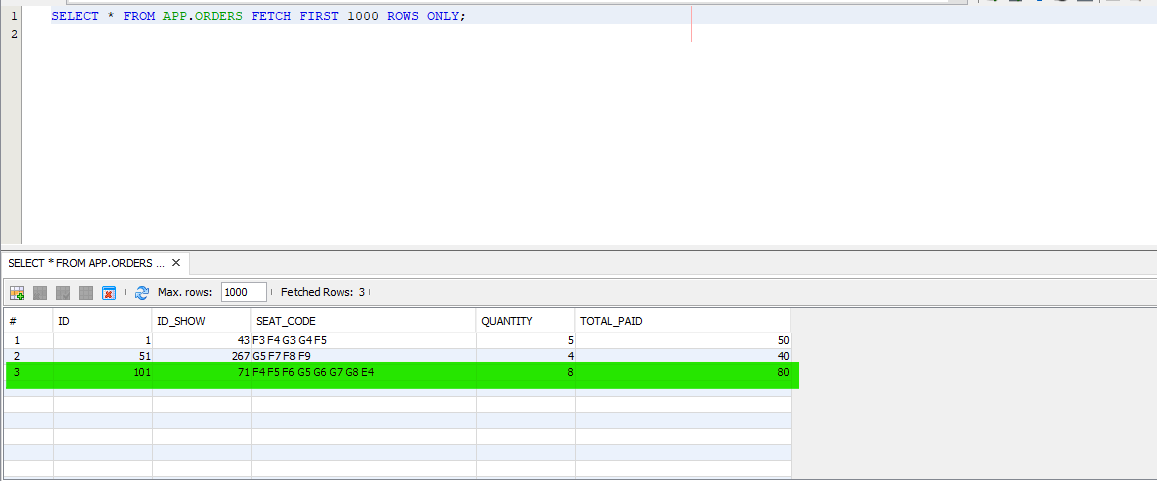 1 SELECT * FROM APP.ORDERS FETCH FIRST 1000 ROWS ONLY;
2
SELECT * FROM APP.ORDERS ... ×
Max. rows: 1000 Fetched Rows: 3
# ID ID_SHOW SEAT_CODE QUANTITY TOTAL_PAID
1 1 43 F3 F4 G3 G4 F5 5 50
2 51 267 G5 F7 F8 F9 4 40
3 101 71 F4 F5 F6 G5 G6 G7 G8 E4 8 80